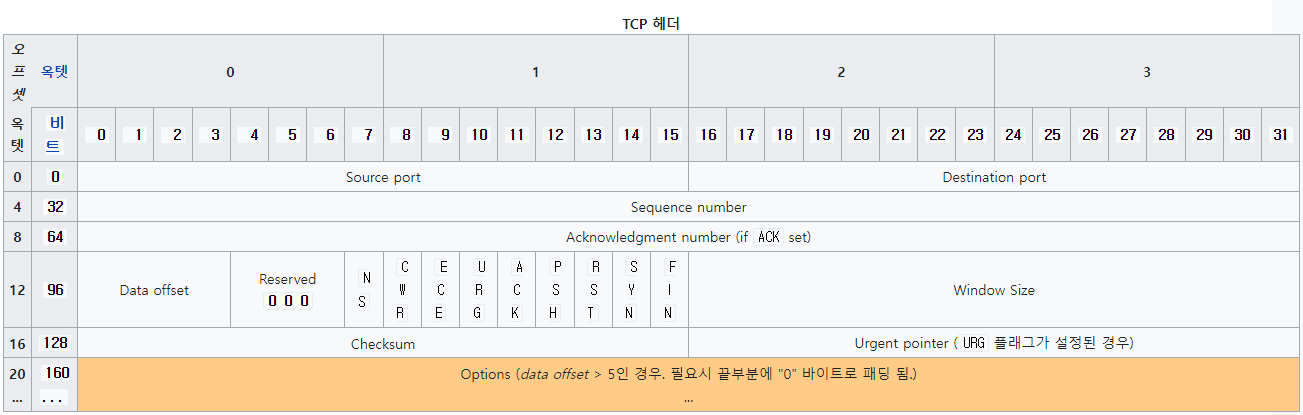 TCP 헤더
오프셋 옥텟 0 1 2 3
옥텟 비트 0 1 2 3 4 5 6 7 8 9 10 11 12 13 14 15 16 17 18 19 20 21 22 23 24 25 26 27 28 29 30 31
0 0 Source port Destination port
4 32 Sequence number
8 64 Acknowledgment number (if ACK set)
12 96 Data offset Reserved 0 0 0 NS CWR ECE URG ACK PSH RST SYN FIN Window Size
16 128 Checksum Urgent pointer (URG 플래그가 설정된 경우)
20 160 Options (data offset > 5인 경우. 필요시 끝부분에 "0" 바이트로 패딩 됨.)
... ... ...